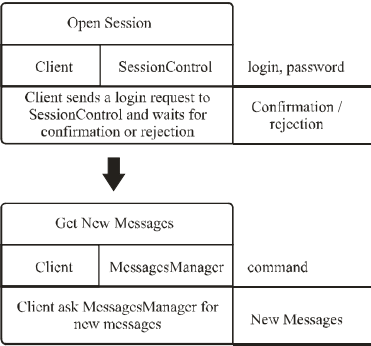 Open Session
Client SessionControl login, password
Client sends a login request to
SessionControl and waits for
confirmation or rejection
Confirmation /
rejection
Get New Messages
Client MessagesManager command
Client ask MessagesManager for
new messages
New Messages